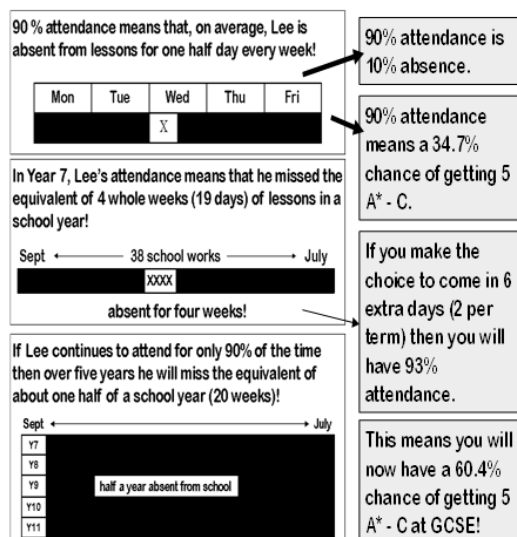 90 % attendance means that, on average, Lee is
absent from lessons for one half day every week!
Mon Tue Wed Thu Fri
X
In Year 7, Lee's attendance means that he missed the
equivalent of 4 whole weeks (19 days) of lessons in a
school year!
Sept 38 school works July
XXXX
absent for four weeks!
If Lee continues to attend for only 90% of the time
then over five years he will miss the equivalent of
about one half of a school year (20 weeks)!
Sept July
Y7
Y8
Y9 half a year absent from school
Y10
Y11
90% attendance is
10% absence.
90% attendance
means a 34.7%
chance of getting 5
A* - C.
If you make the
choice to come in 6
extra days (2 per
term) then you will
have 93%
attendance.
This means you will
now have a 60.4%
chance of getting 5
A* - C at GCSE!